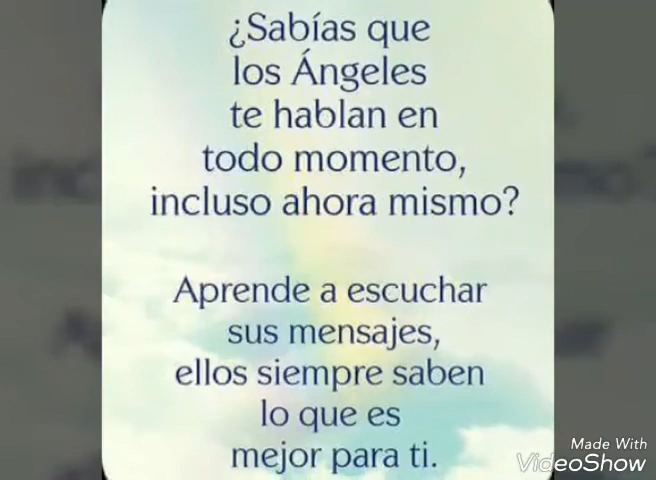 ¿Sabías que
los Ángeles
te hablan en
todo momento,
incluso ahora mismo?
Aprende a escuchar
sus mensajes,
ellos siempre saben
lo que es
mejor para ti.
Made With
VideoShow